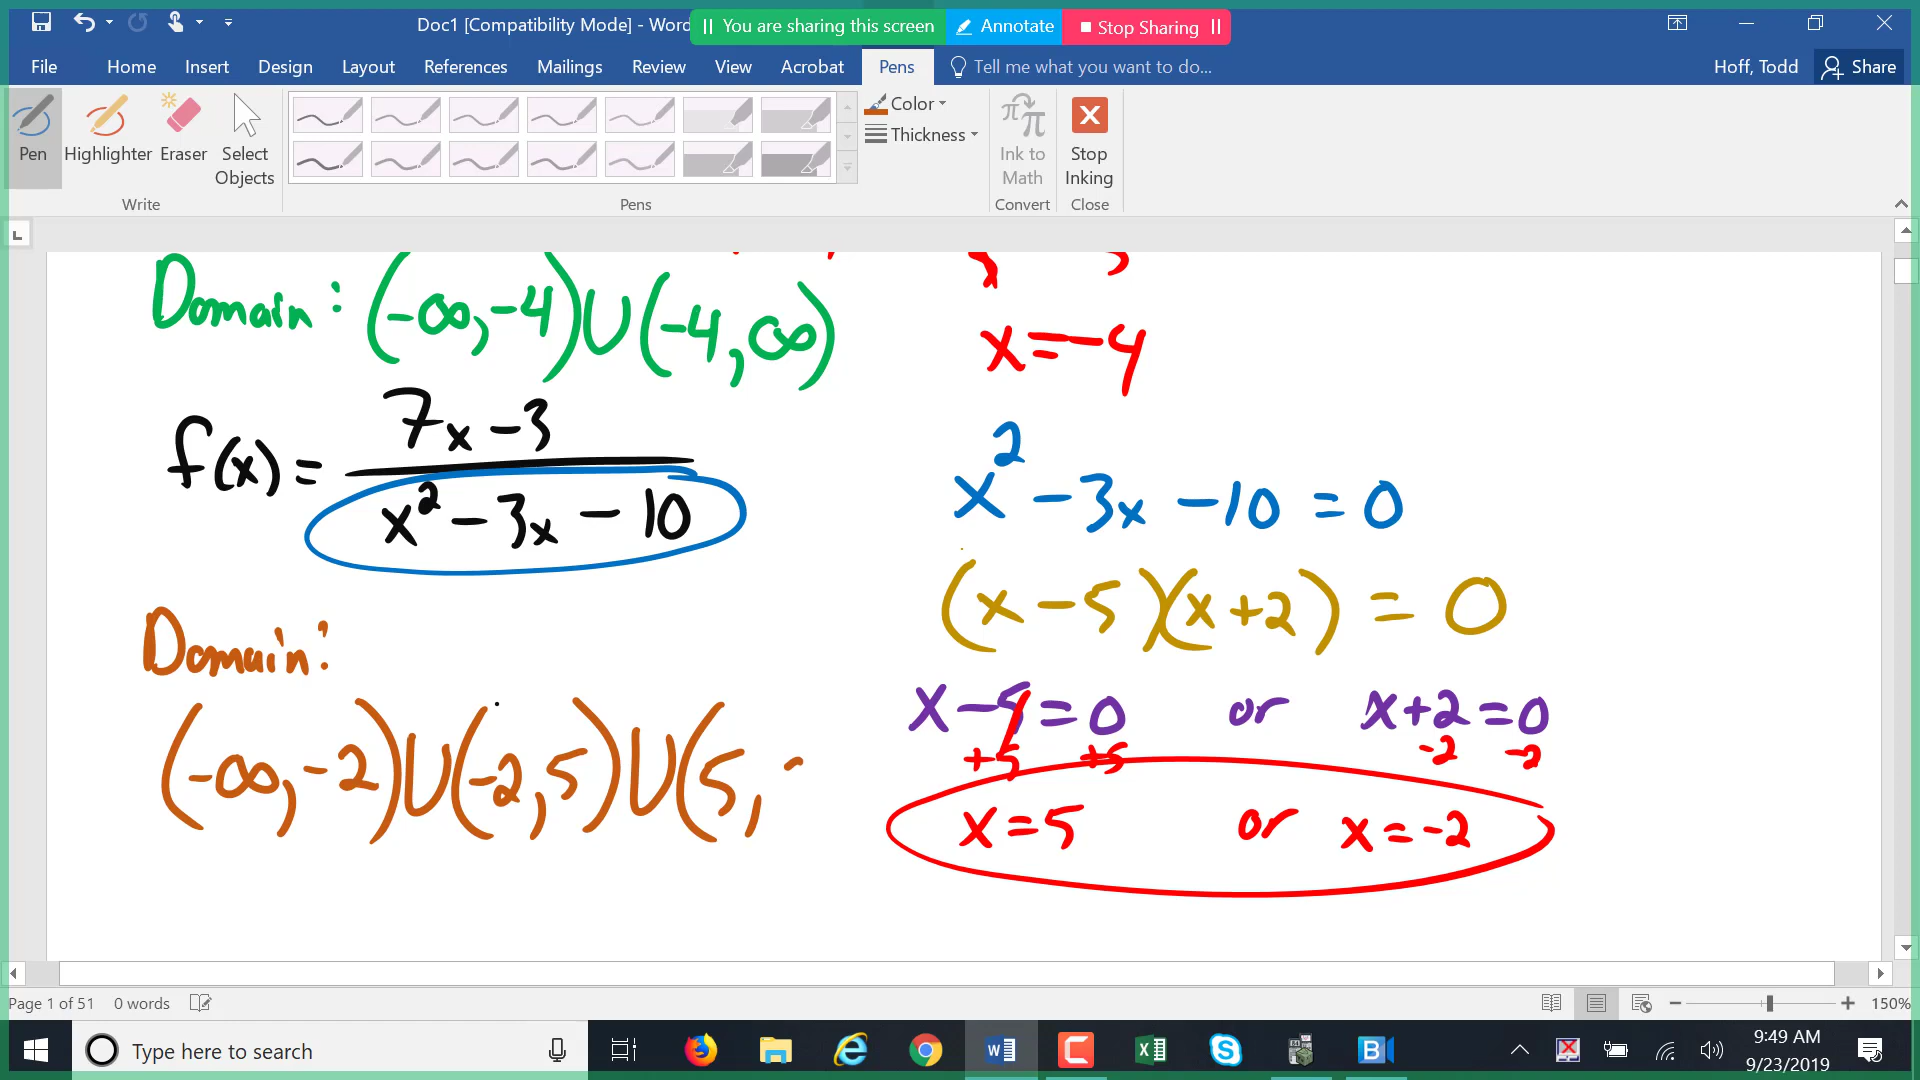 Doc1 [Compatibility Mode] - Word
You are sharing this screen
Annotate
Stop Sharing
File Home Insert Design Layout References Mailings Review View Acrobat Pens Tell me what you want to do... Hoff, Todd Share
Pen Highlighter Eraser Select Objects
Color
Thickness
Ink to Math
Stop Inking
Write Pens Convert Close
Domain: (-∞, -4) ∪ (-4, ∞)
x = -4
f(x) = 7x - 3
x² - 3x - 10
x² - 3x - 10 = 0
(x - 5)(x + 2) = 0
Domain:
x - 5 = 0 or x + 2 = 0
+5 +5 -2 -2
(-∞, -2) ∪ (-2, 5) ∪ (5,
x = 5 or x = -2
Page 1 of 51 0 words 150%
Type here to search
9:49 AM
9/23/2019